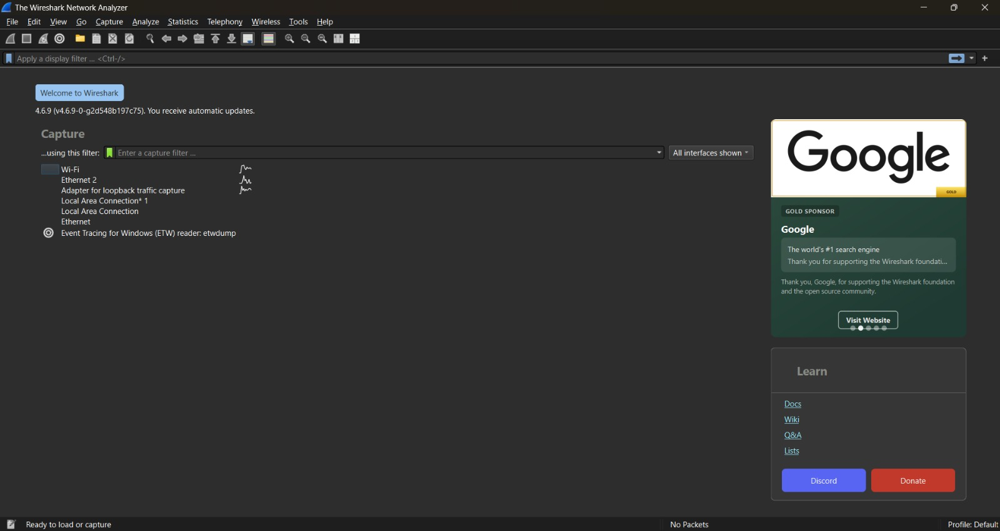 The Wireshark Network Analyzer
File Edit View Go Capture Analyze Statistics Telephony Wireless Tools Help
Apply a display filter ... <Ctrl-/>
Welcome to Wireshark
4.6.9 (v4.6.9-0-g2d548b197c75). You receive automatic updates.
Capture
...using this filter: Enter a capture filter ... All interfaces shown
Wi-Fi
Ethernet 2
Adapter for loopback traffic capture
Local Area Connection* 1
Local Area Connection
Ethernet
Event Tracing for Windows (ETW) reader: etwdump
Google
GOLD
GOLD SPONSOR
Google
The world's #1 search engine
Thank you for supporting the Wireshark foundati...
Thank you, Google, for supporting the Wireshark foundation
and the open source community.
Visit Website
Learn
Docs
Wiki
Q&A
Lists
Discord Donate
Ready to load or capture No Packets Profile: Default